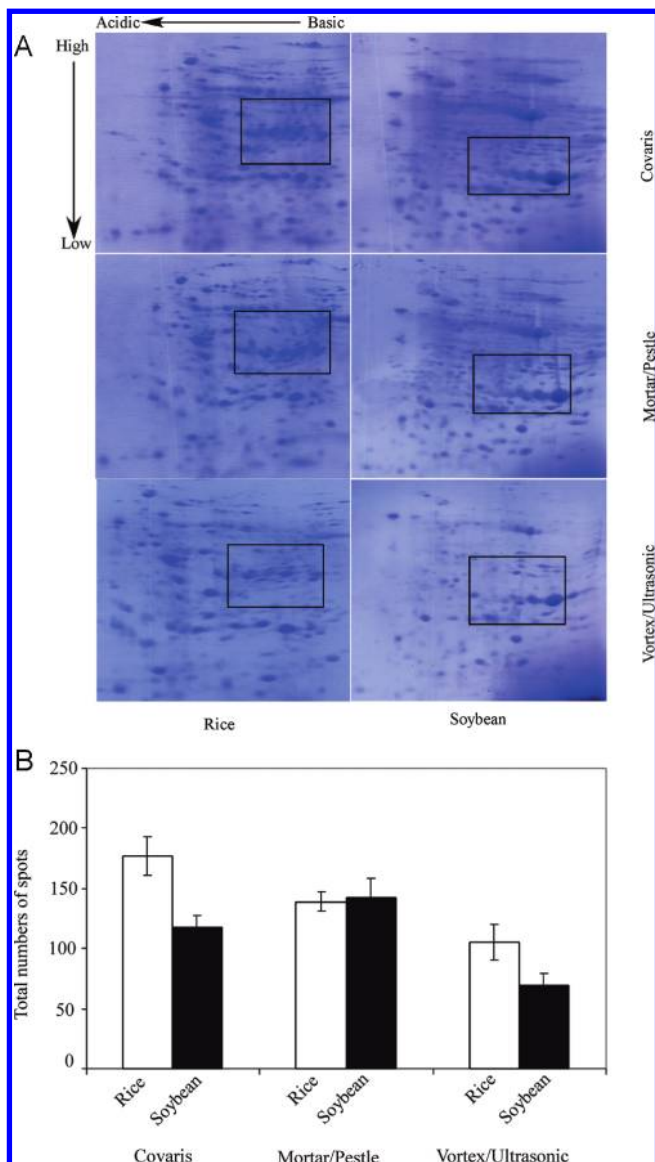 Acidic Basic
A
High
Low
Covaris
Mortar/Pestle
Vortex/Ultrasonic
Rice Soybean
B
Total numbers of spots
250
200
150
100
50
0
Rice Soybean Rice Soybean Rice Soybean
Covaris Mortar/Pestle Vortex/Ultrasonic